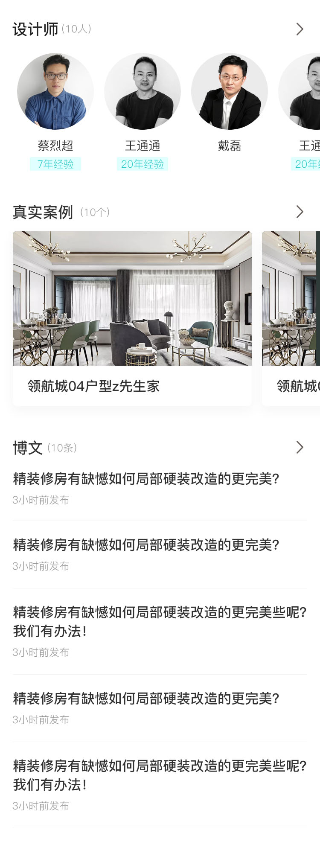 设计师 (10人)
蔡烈超
王通通
戴磊
7年经验
20年经验
真实案例 (10个)
领航城04户型z先生家
领航城0
博文 (10条)
精装修房有缺憾如何局部硬装改造的更完美?
3小时前发布
精装修房有缺憾如何局部硬装改造的更完美?
3小时前发布
精装修房有缺憾如何局部硬装改造的更完美些呢?
我们有办法!
3小时前发布
精装修房有缺憾如何局部硬装改造的更完美?
3小时前发布
精装修房有缺憾如何局部硬装改造的更完美些呢?
我们有办法!
3小时前发布